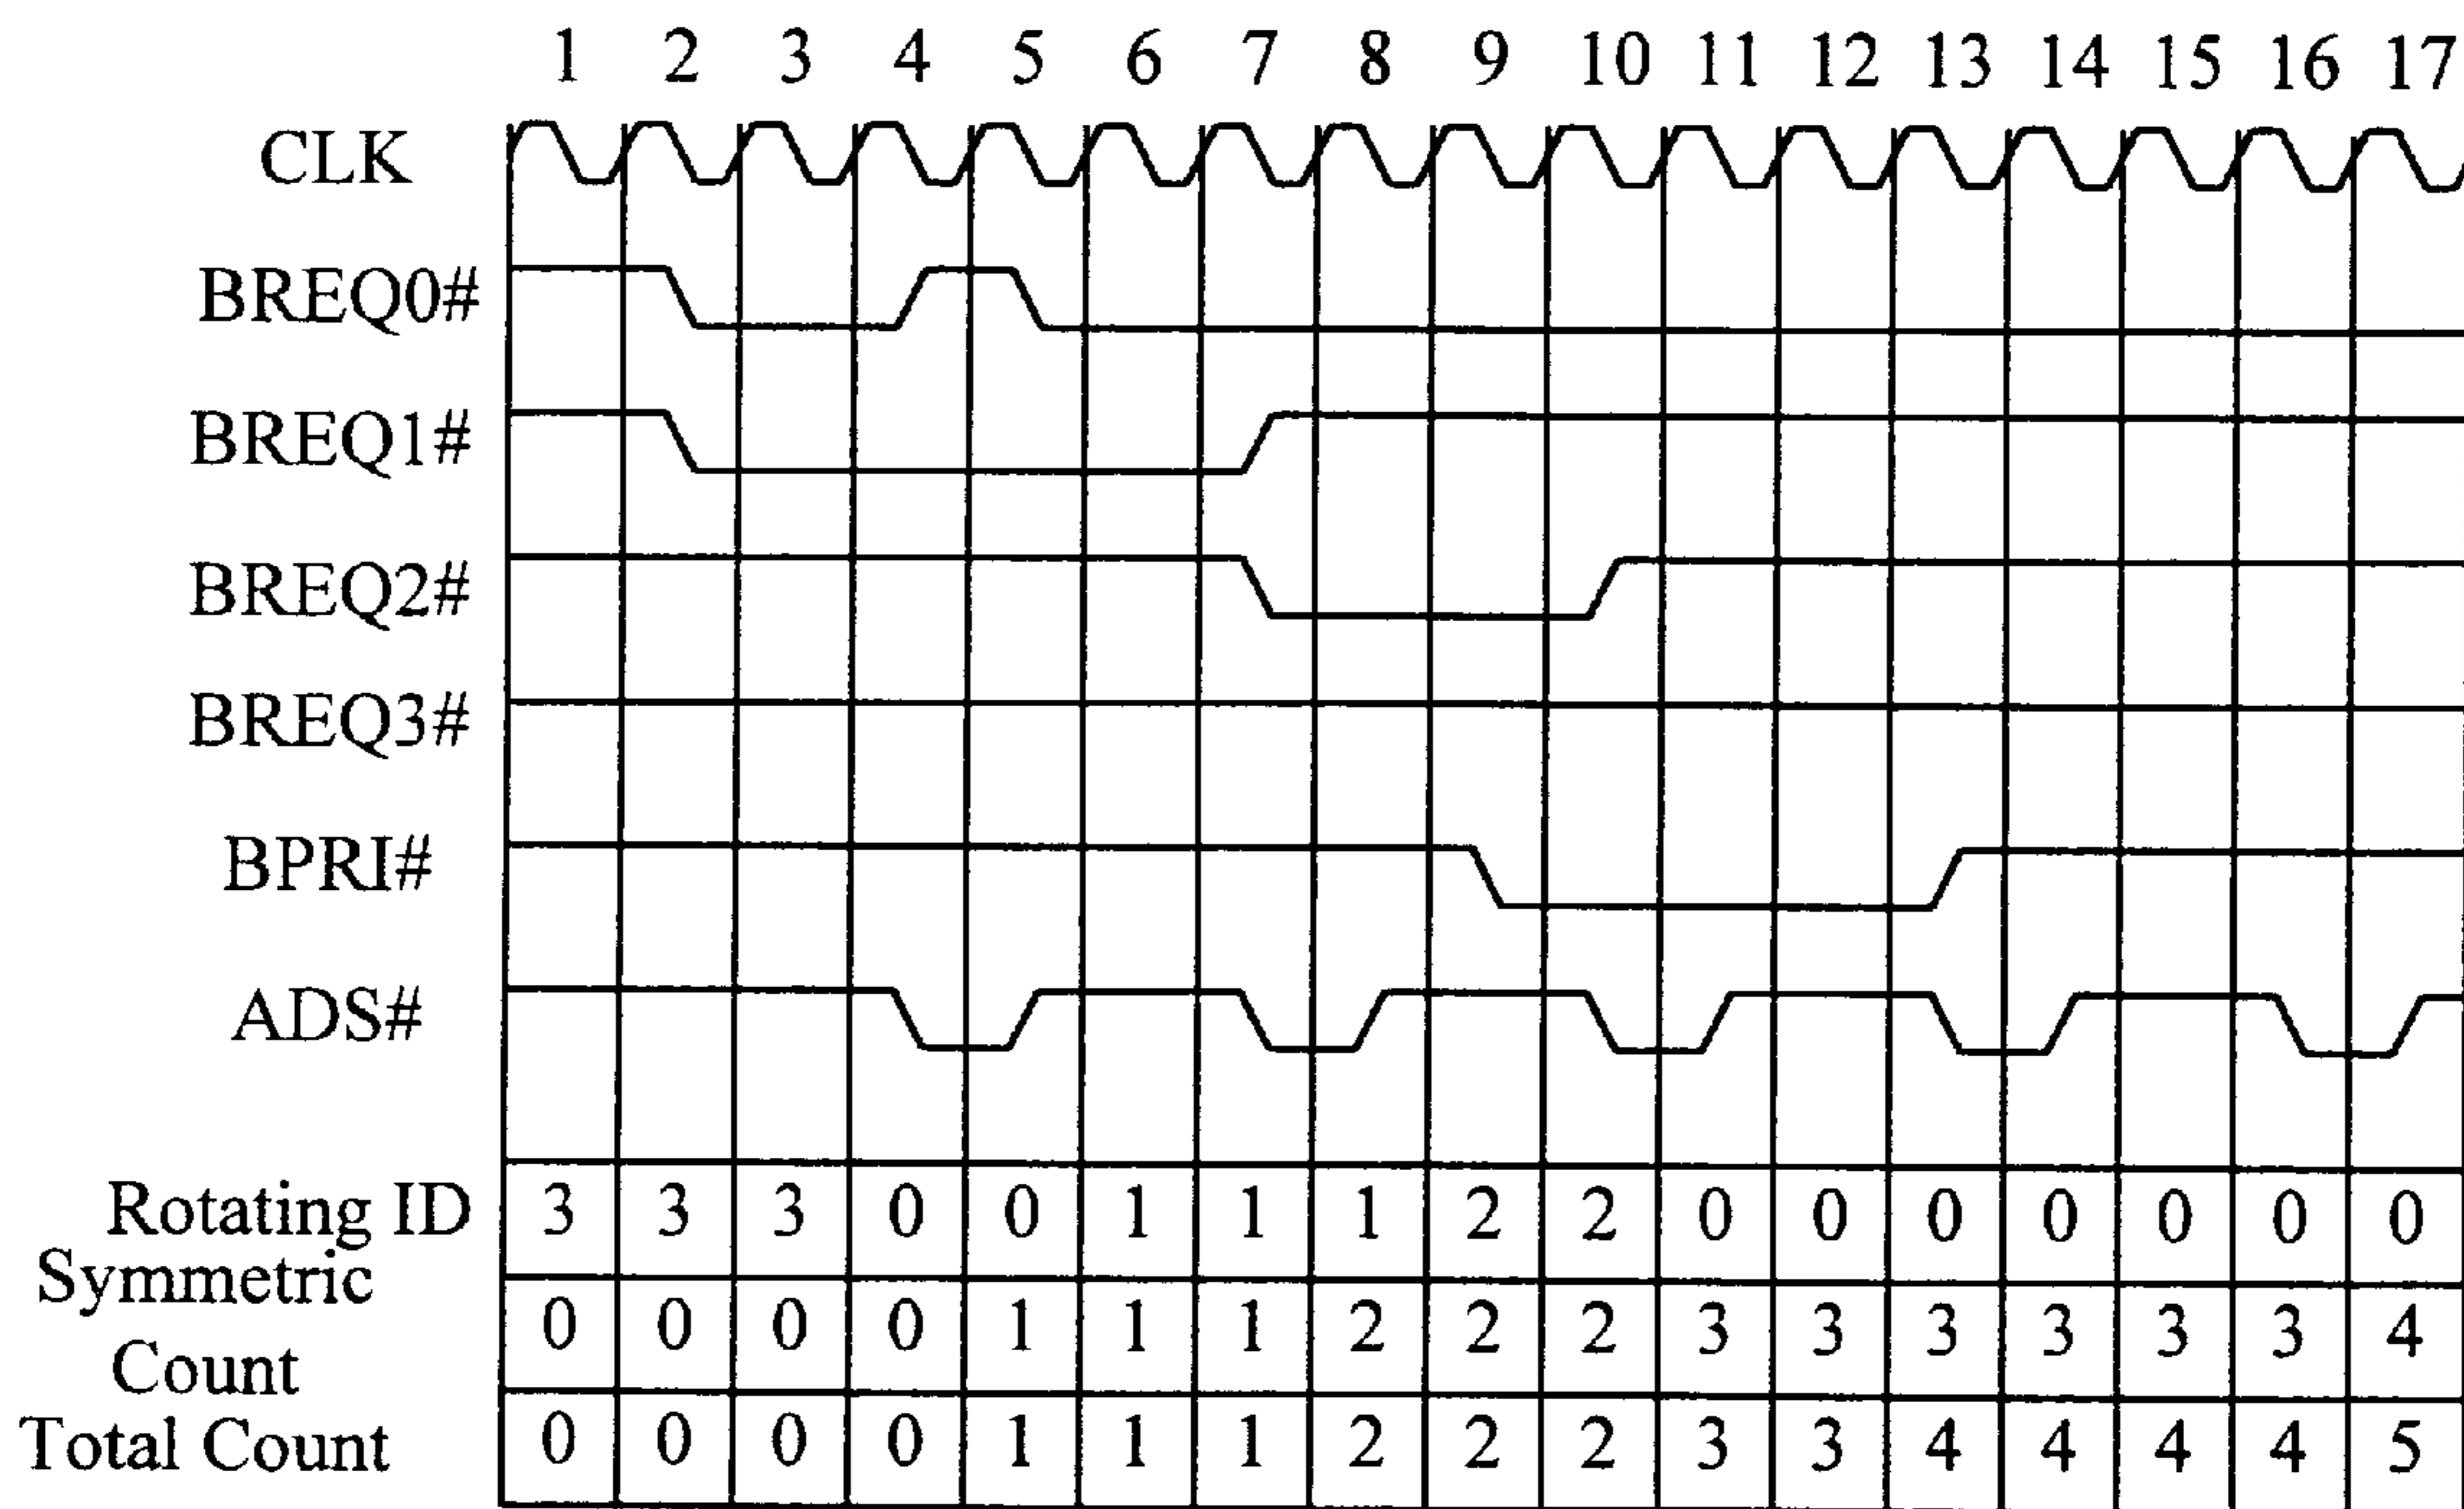 1 2 3 4 5 6 7 8 9 10 11 12 13 14 15 16 17
CLK
BREQ0#
BREQ1#
BREQ2#
BREQ3#
BPRI#
ADS#
Rotating ID 3 3 3 0 0 1 1 1 2 2 0 0 0 0 0 0 0
Symmetric
Count 0 0 0 0 1 1 1 2 2 2 3 3 3 3 3 3 4
Total Count 0 0 0 0 1 1 1 2 2 2 3 3 4 4 4 4 5